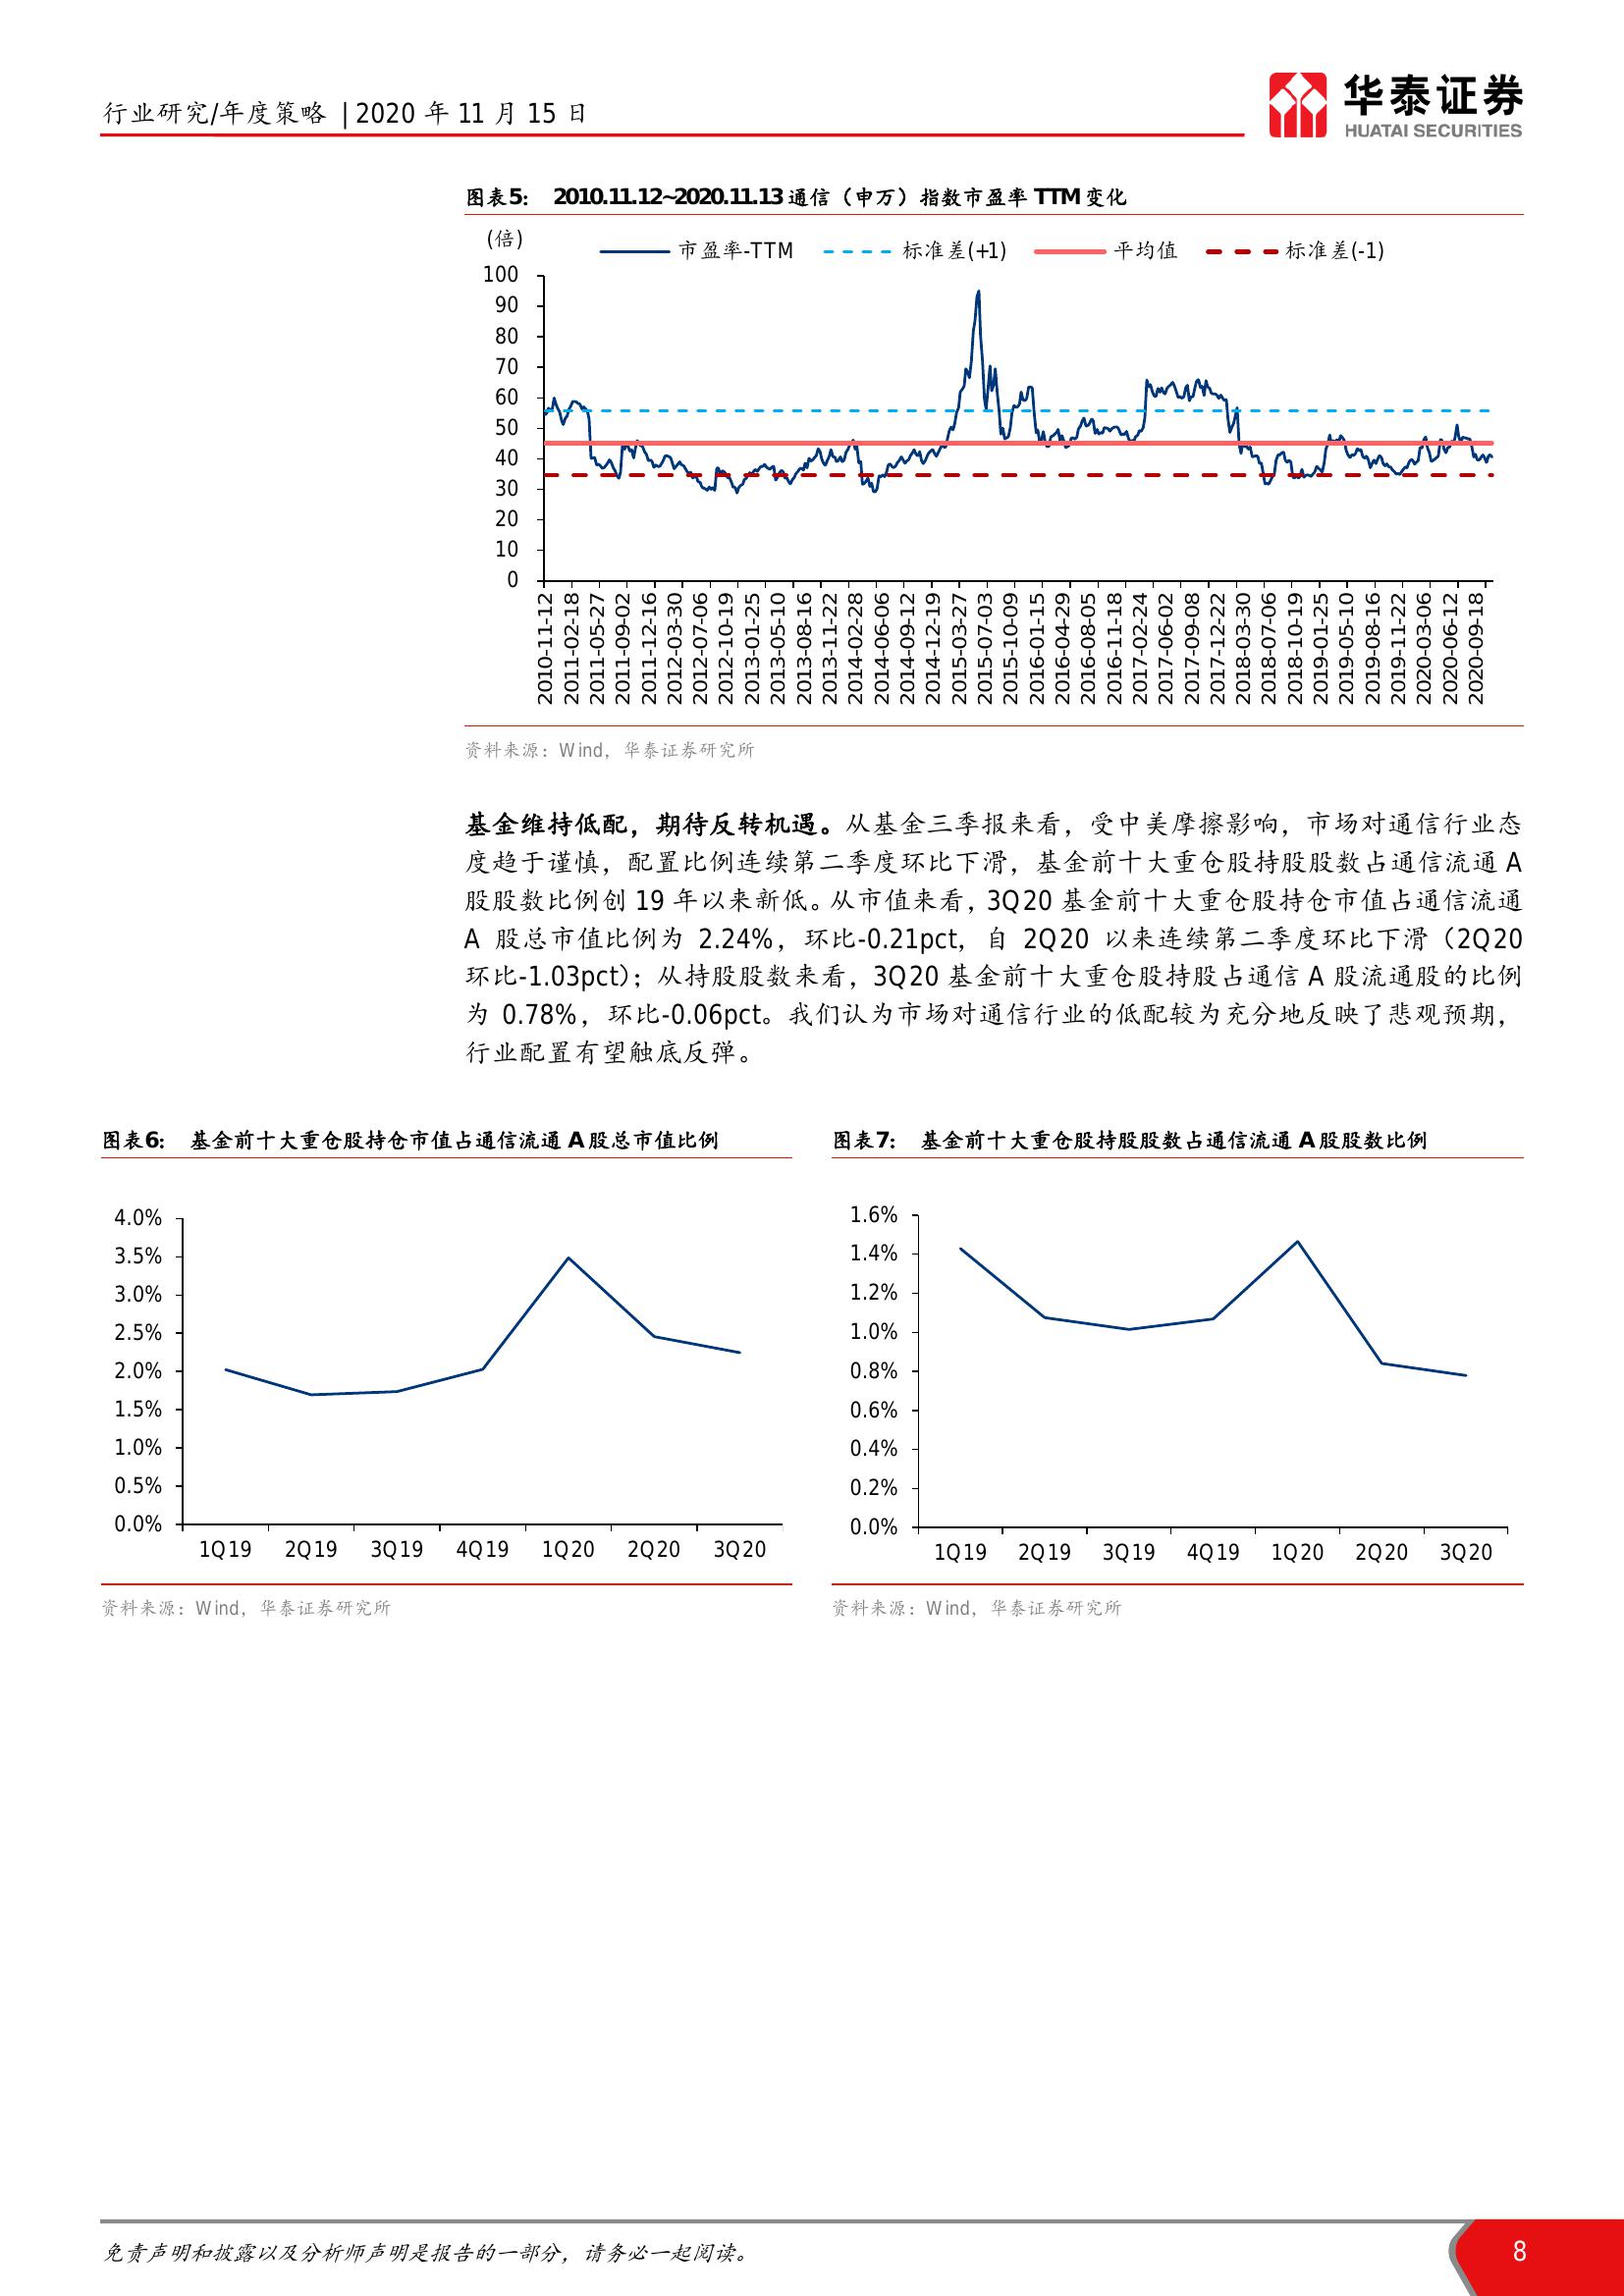 行业研究/年度策略 | 2020 年 11 月 15 日
华泰证券
HUATAI SECURITIES
图表5： 2010.11.12~2020.11.13 通信（申万）指数市盈率 TTM 变化
(倍)
市盈率-TTM 标准差(+1) 平均值 标准差(-1)
100
90
80
70
60
50
40
30
20
10
0
2010-11-12 2011-02-18 2011-05-27 2011-09-02 2011-12-16 2012-03-30 2012-07-06 2012-10-19 2013-01-25 2013-05-10 2013-08-16 2013-11-22 2014-02-28 2014-06-06 2014-09-12 2014-12-19 2015-03-27 2015-07-03 2015-10-09 2016-01-15 2016-04-29 2016-08-05 2016-11-18 2017-02-24 2017-06-02 2017-09-08 2017-12-22 2018-03-30 2018-07-06 2018-10-19 2019-01-25 2019-05-10 2019-08-16 2019-11-22 2020-03-06 2020-06-12 2020-09-18
资料来源：Wind，华泰证券研究所
基金维持低配，期待反转机遇。从基金三季报来看，受中美摩擦影响，市场对通信行业态
度趋于谨慎，配置比例连续第二季度环比下滑，基金前十大重仓股持股股数占通信流通 A
股股数比例创 19 年以来新低。从市值来看，3Q20 基金前十大重仓股持仓市值占通信流通
A 股总市值比例为 2.24%，环比-0.21pct，自 2Q20 以来连续第二季度环比下滑（2Q20
环比-1.03pct）；从持股股数来看，3Q20 基金前十大重仓股持股占通信 A 股流通股的比例
为 0.78%，环比-0.06pct。我们认为市场对通信行业的低配较为充分地反映了悲观预期，
行业配置有望触底反弹。
图表6： 基金前十大重仓股持仓市值占通信流通 A 股总市值比例
4.0%
3.5%
3.0%
2.5%
2.0%
1.5%
1.0%
0.5%
0.0%
1Q19 2Q19 3Q19 4Q19 1Q20 2Q20 3Q20
资料来源：Wind，华泰证券研究所
图表7： 基金前十大重仓股持股股数占通信流通 A 股股数比例
1.6%
1.4%
1.2%
1.0%
0.8%
0.6%
0.4%
0.2%
0.0%
1Q19 2Q19 3Q19 4Q19 1Q20 2Q20 3Q20
资料来源：Wind，华泰证券研究所
免责声明和披露以及分析师声明是报告的一部分，请务必一起阅读。
8